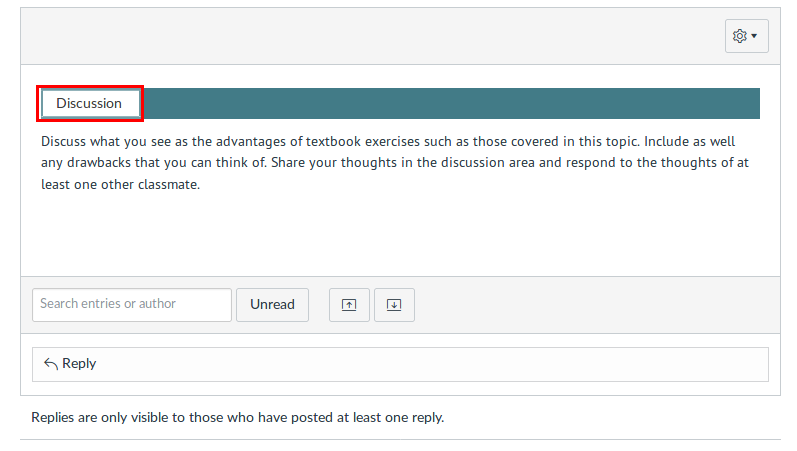 Discussion
Discuss what you see as the advantages of textbook exercises such as those covered in this topic. Include as well
any drawbacks that you can think of. Share your thoughts in the discussion area and respond to the thoughts of at
least one other classmate.
Search entries or author Unread
Reply
Replies are only visible to those who have posted at least one reply.